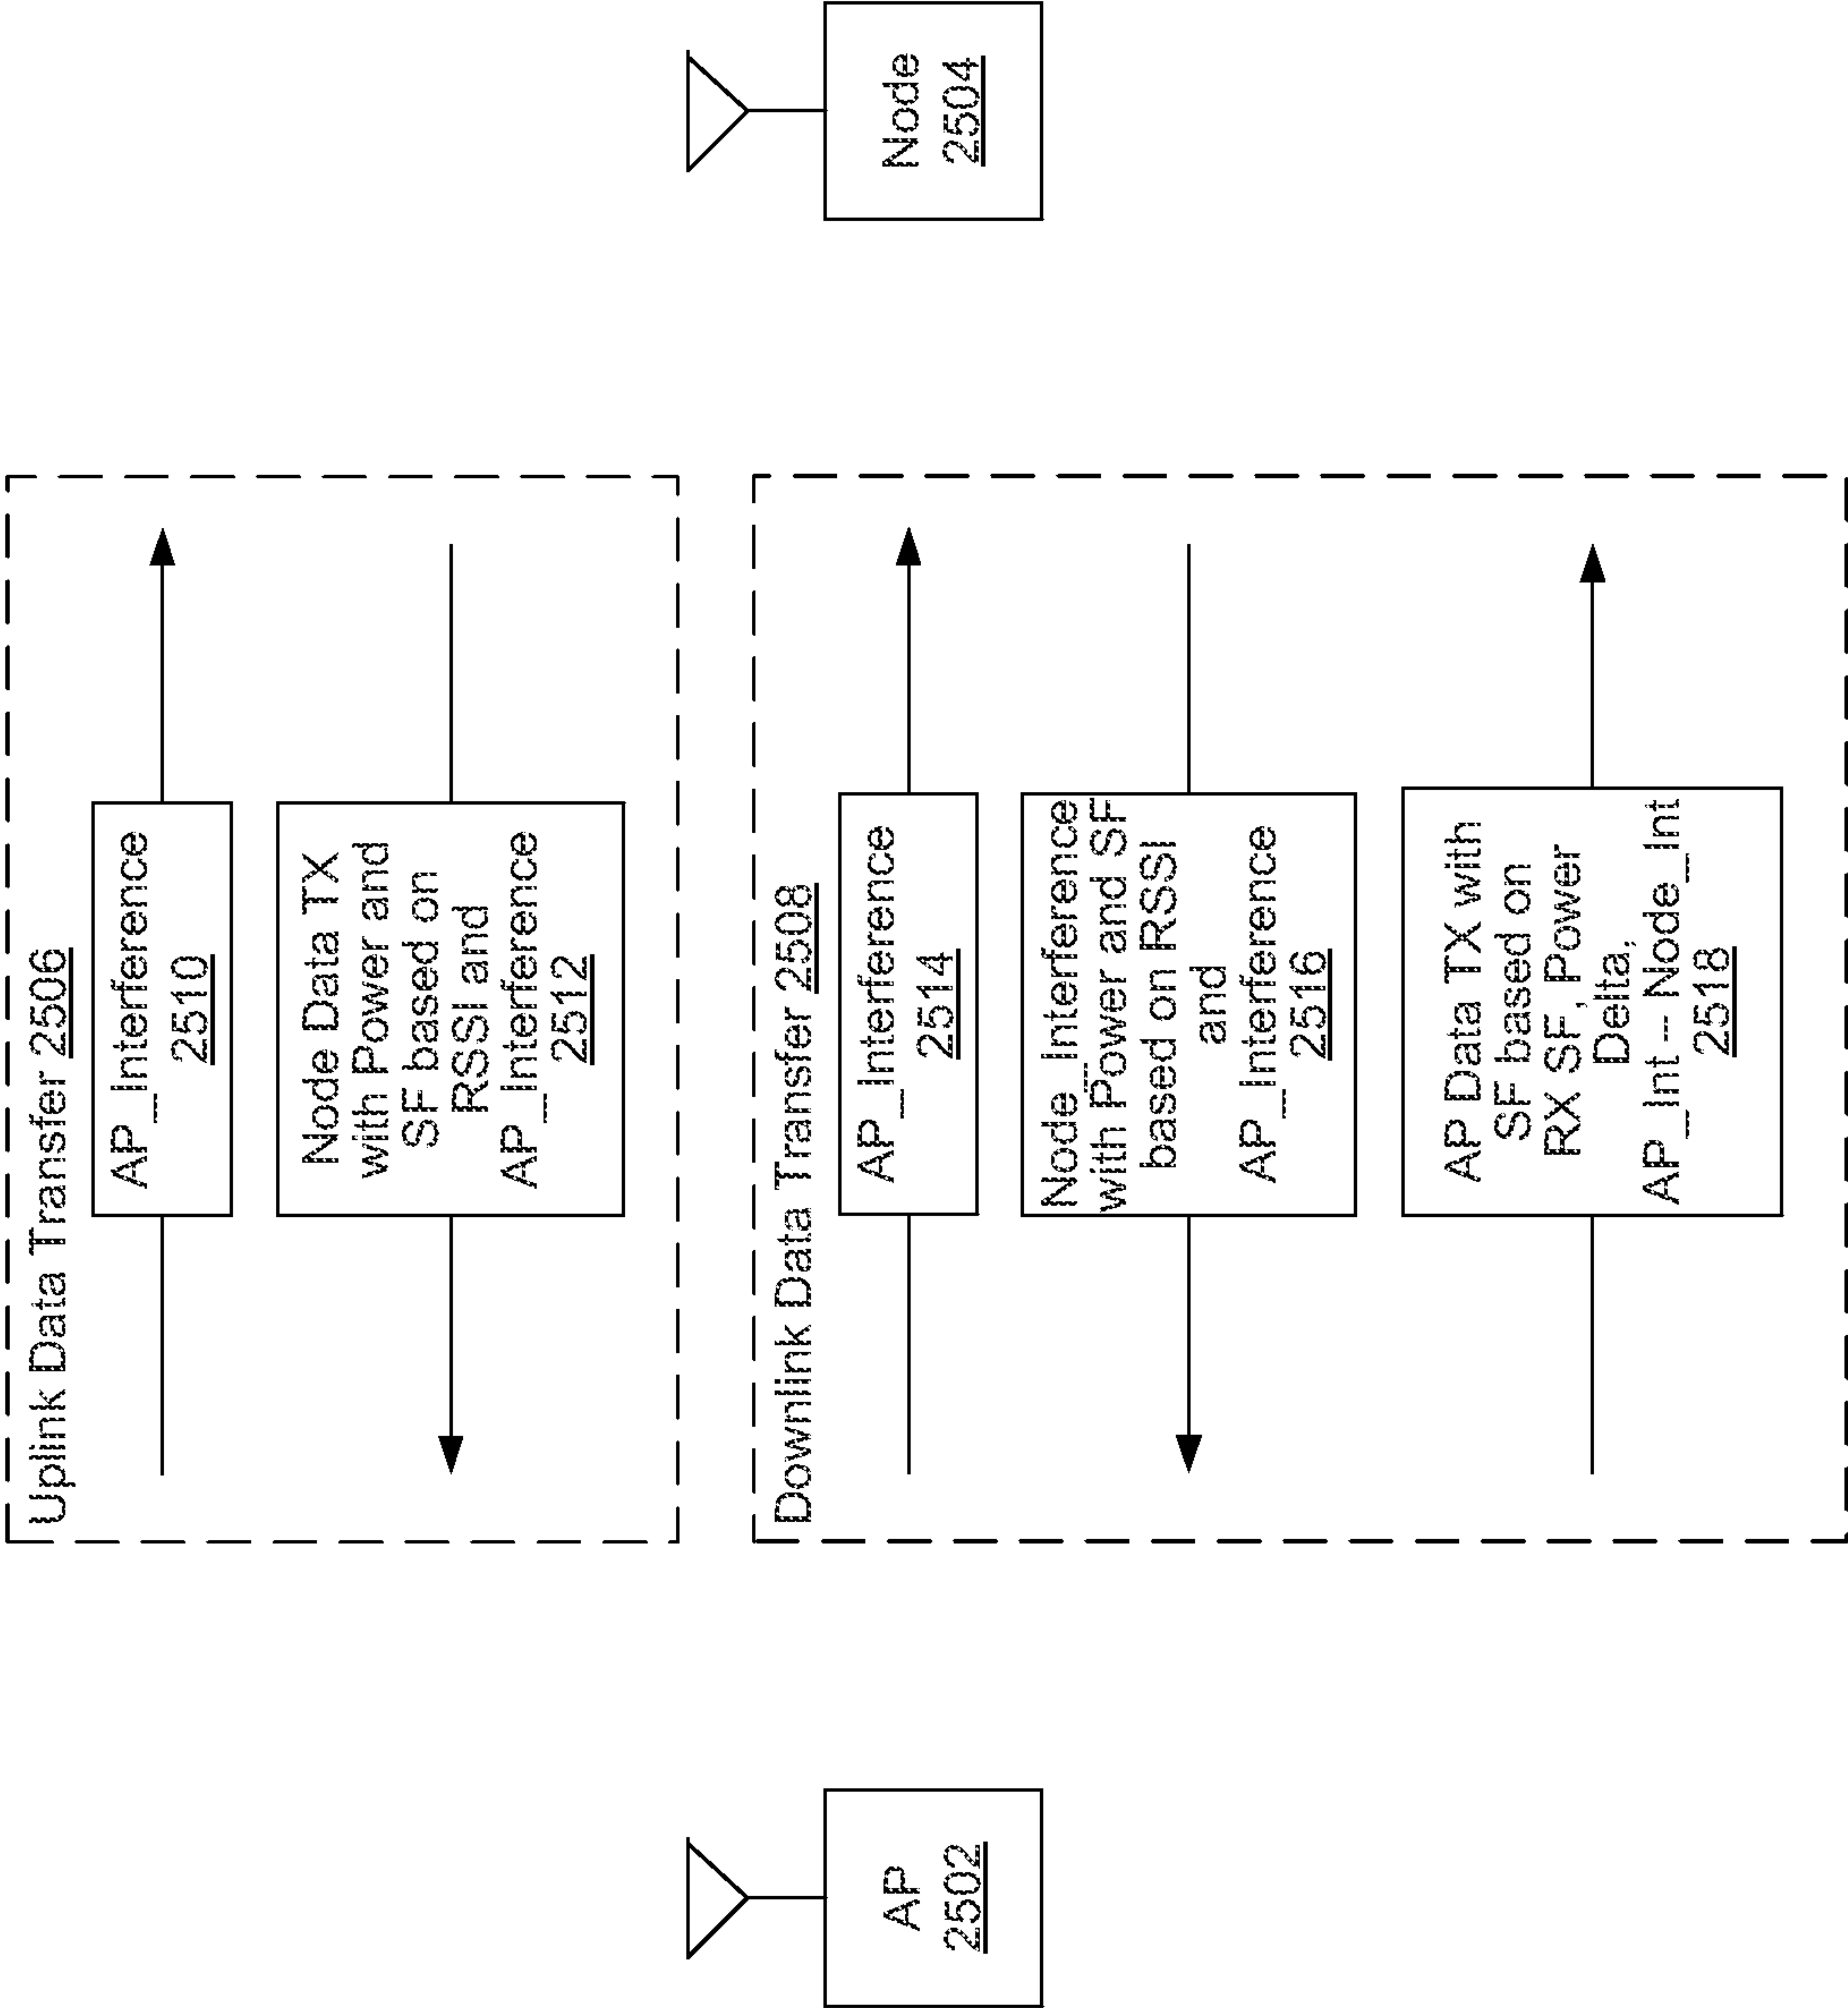 Uplink Data Transfer 2506
AP_Interference
2510
Node Data TX
with Power and
SF based on
RSSI and
AP_Interference
2512
AP
2502
Node
2504
Downlink Data Transfer 2508
AP_Interference
2514
Node_Interference
with Power and SF
based on RSSI
and
AP_Interference
2516
AP Data TX with
SF based on
RX SF, Power
Delta,
AP_Int -- Node_Int
2518